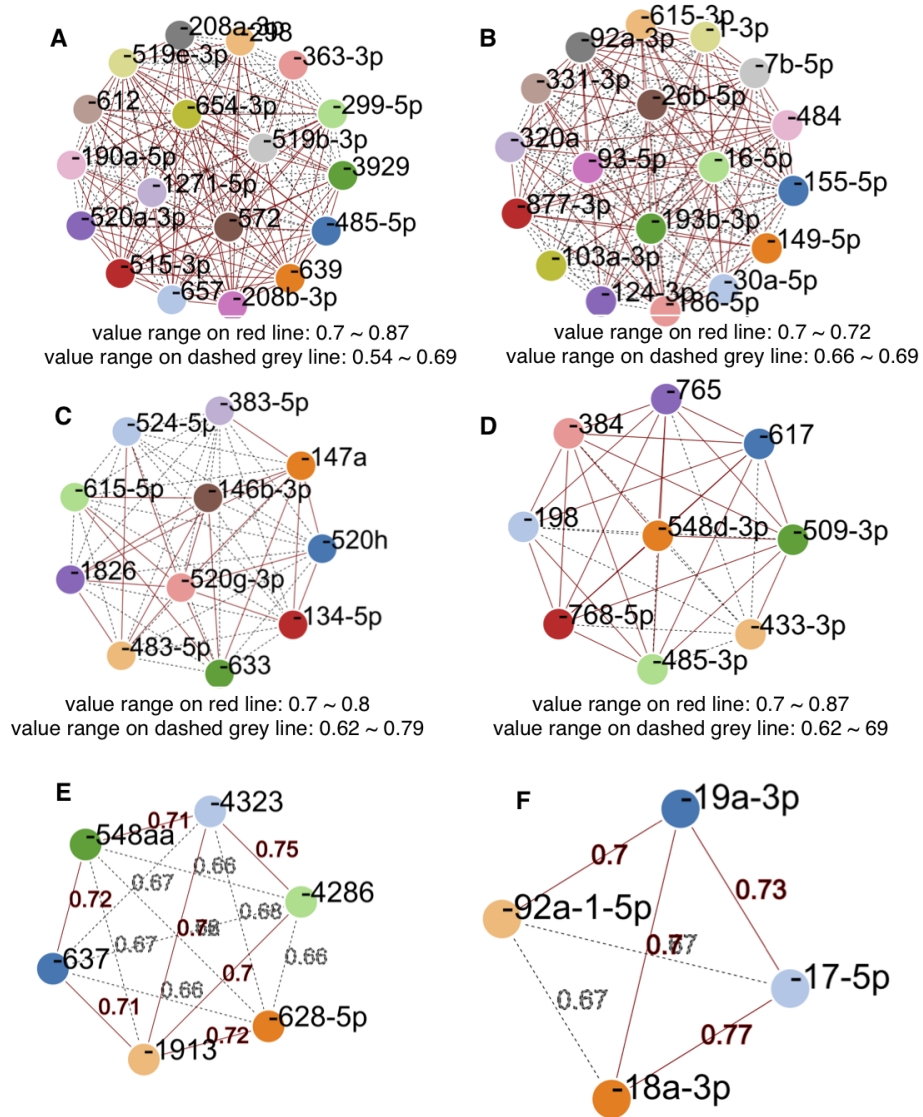 A
-208a-3p
-298
-519e-3p
-363-3p
-612
-654-3p
-299-5p
-519b-3p
-190a-5p
-3929
-1271-5p
-520a-3p
-572
-485-5p
-515-3p
-639
-657
-208b-3p
value range on red line: 0.7 ~ 0.87
value range on dashed grey line: 0.54 ~ 0.69
B
-615-3p
-1-3p
-92a-3p
-7b-5p
-331-3p
-26b-5p
-484
-320a
-93-5p
-16-5p
-155-5p
-877-3p
-193b-3p
-149-5p
-103a-3p
-30a-5p
-124-3p
-186-5p
value range on red line: 0.7 ~ 0.72
value range on dashed grey line: 0.66 ~ 0.69
C
-383-5p
-524-5p
-147a
-615-5p
-146b-3p
-520h
-1826
-520g-3p
-134-5p
-483-5p
-633
value range on red line: 0.7 ~ 0.8
value range on dashed grey line: 0.62 ~ 0.79
D
-765
-384
-617
-198
-548d-3p
-509-3p
-768-5p
-433-3p
-485-3p
value range on red line: 0.7 ~ 0.87
value range on dashed grey line: 0.62 ~ 69
E
-4323
0.71
-548aa
0.75
0.66
0.67
-4286
0.72
0.68
0.7
0.67
0.66
-637
0.7
0.66
0.71
-628-5p
0.72
-1913
F
-19a-3p
0.7
0.73
-92a-1-5p
0.7
-17-5p
0.67
0.77
-18a-3p